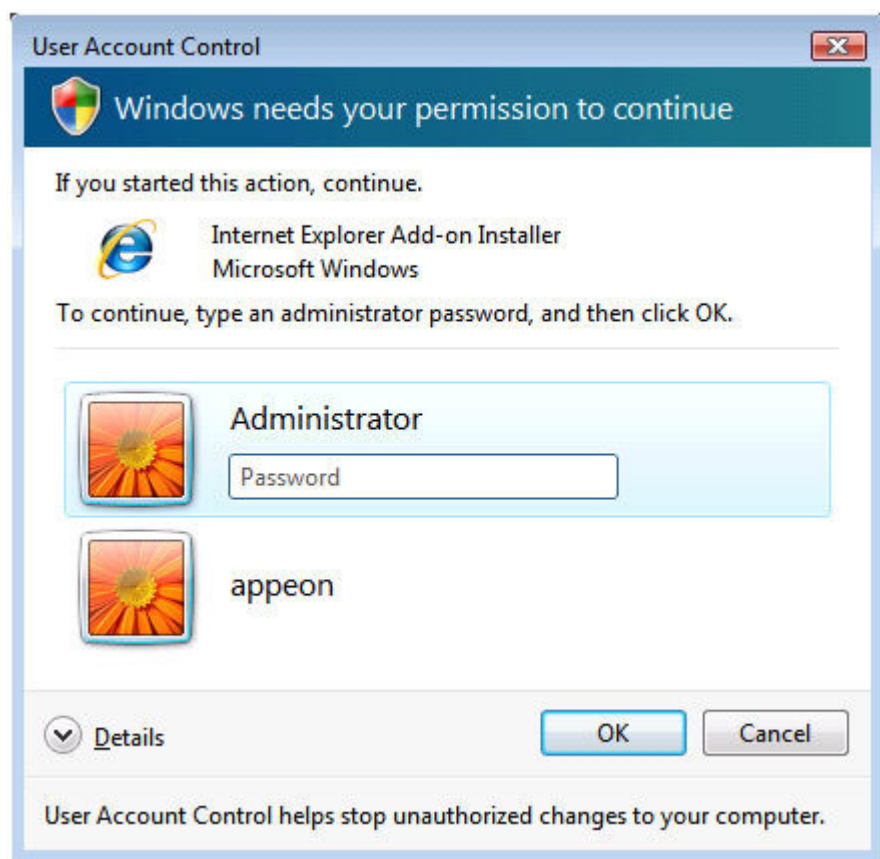 User Account Control
Windows needs your permission to continue
If you started this action, continue.
Internet Explorer Add-on Installer
Microsoft Windows
To continue, type an administrator password, and then click OK.
Administrator
Password
appeon
Details
OK
Cancel
User Account Control helps stop unauthorized changes to your computer.